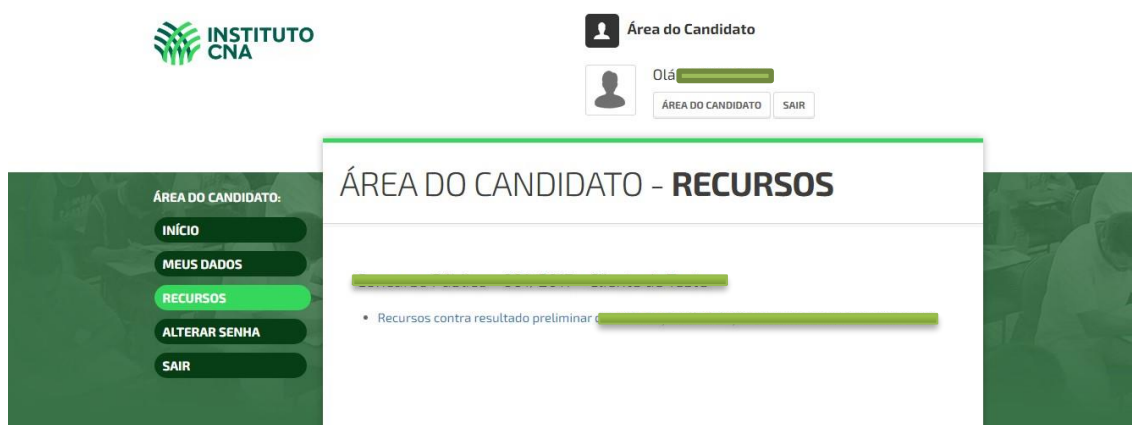 INSTITUTO
CNA
Área do Candidato
Olá
ÁREA DO CANDIDATO SAIR
ÁREA DO CANDIDATO - RECURSOS
ÁREA DO CANDIDATO:
INÍCIO
MEUS DADOS
RECURSOS
ALTERAR SENHA
SAIR
Recursos contra resultado preliminar